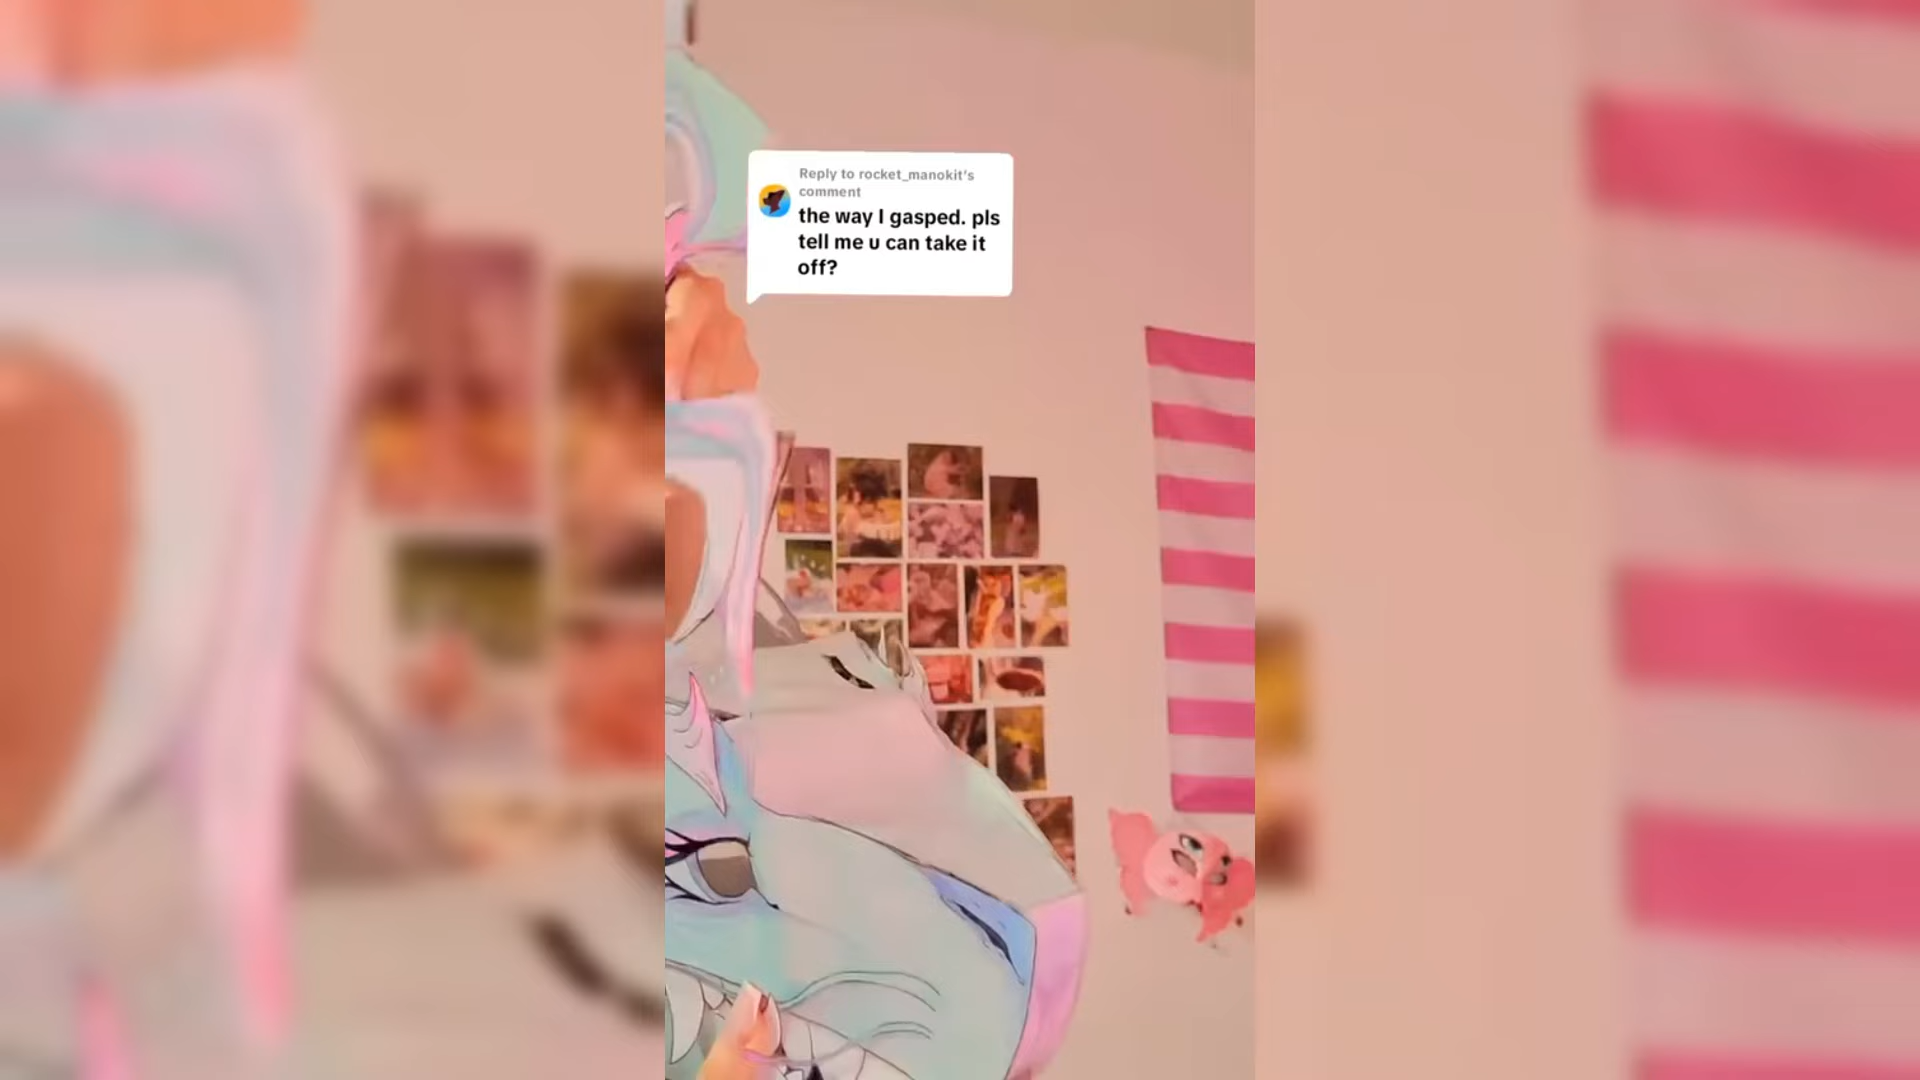 Reply to rocket_manokit's
comment
the way I gasped. pls
tell me u can take it
off?